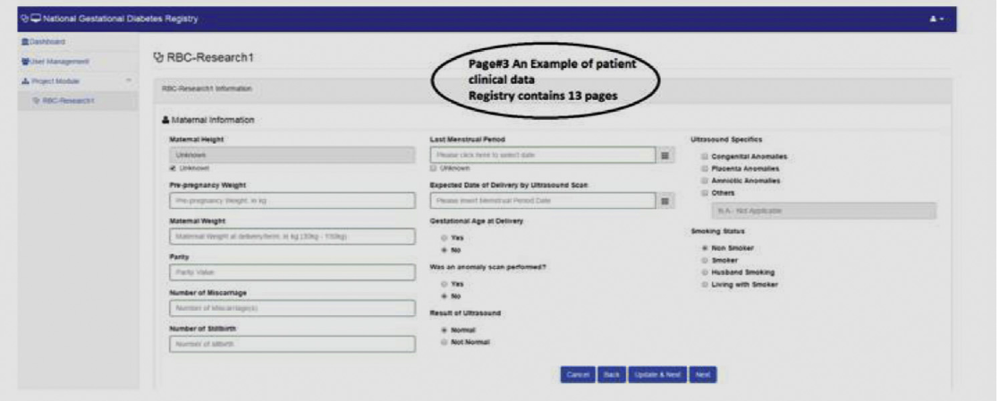 National Gestational Diabetes Registry
Dashboard
User Management
Project Module
RBC-Research1
RBC-Research1
Page#3 An Example of patient
clinical data
Registry contains 13 pages
RBC-Research1 Information
Maternal Information
Maternal Height
Unknown
Unknown
Pre-pregnancy Weight
Pre-pregnancy Weight, in kg
Maternal Weight
Maternal Weight at delivery/term, in kg (30kg - 150kg)
Parity
Parity Value
Number of Miscarriage
Number of Miscarriage(s)
Number of Stillbirth
Number of stillbirth
Last Menstrual Period
Please click here to select date
Unknown
Expected Date of Delivery by Ultrasound Scan
Please insert Menstrual Period Date
Gestational Age at Delivery
Yes
No
Was an anomaly scan performed?
Yes
No
Result of Ultrasound
Normal
Not Normal
Ultrasound Specifics
Congenital Anomalies
Placenta Anomalies
Amniotic Anomalies
Others
N.A - Not Applicable
Smoking Status
Non Smoker
Smoker
Husband Smoking
Living with Smoker
Cancel Back Update & Next Next